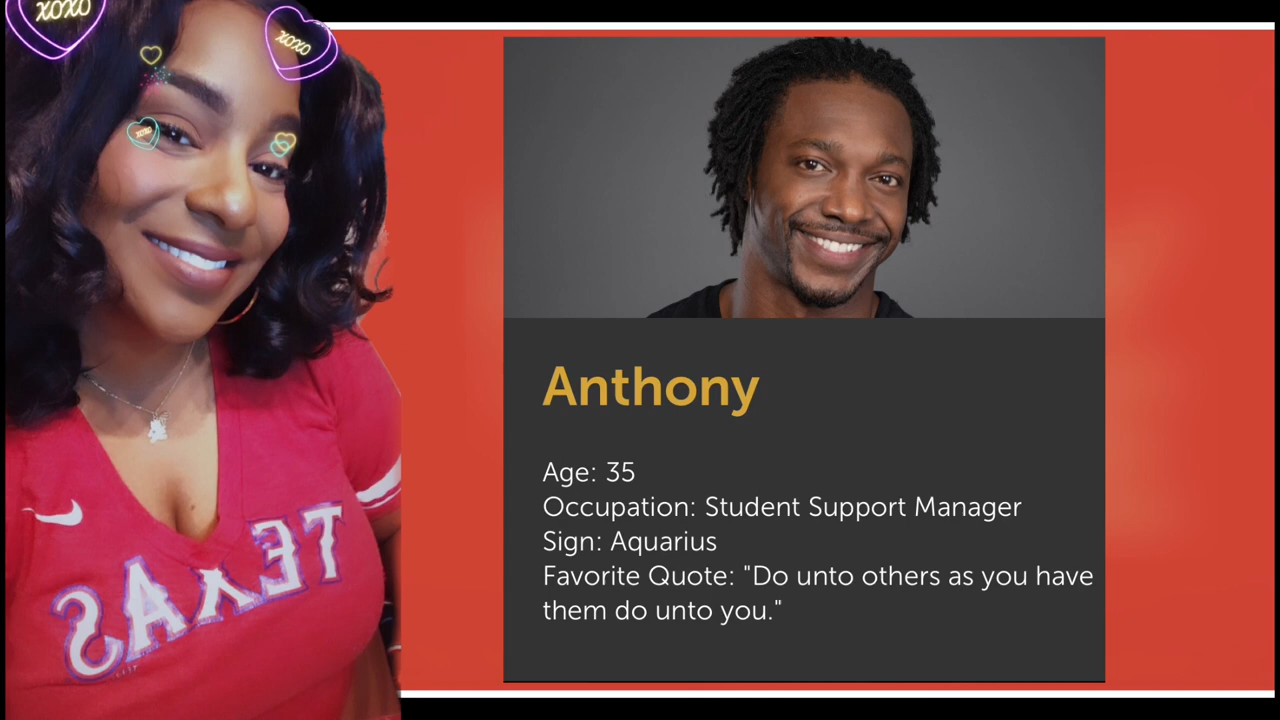 xoxo
xoxo
xoxo
TEXAS
Anthony
Age: 35
Occupation: Student Support Manager
Sign: Aquarius
Favorite Quote: "Do unto others as you have
them do unto you."